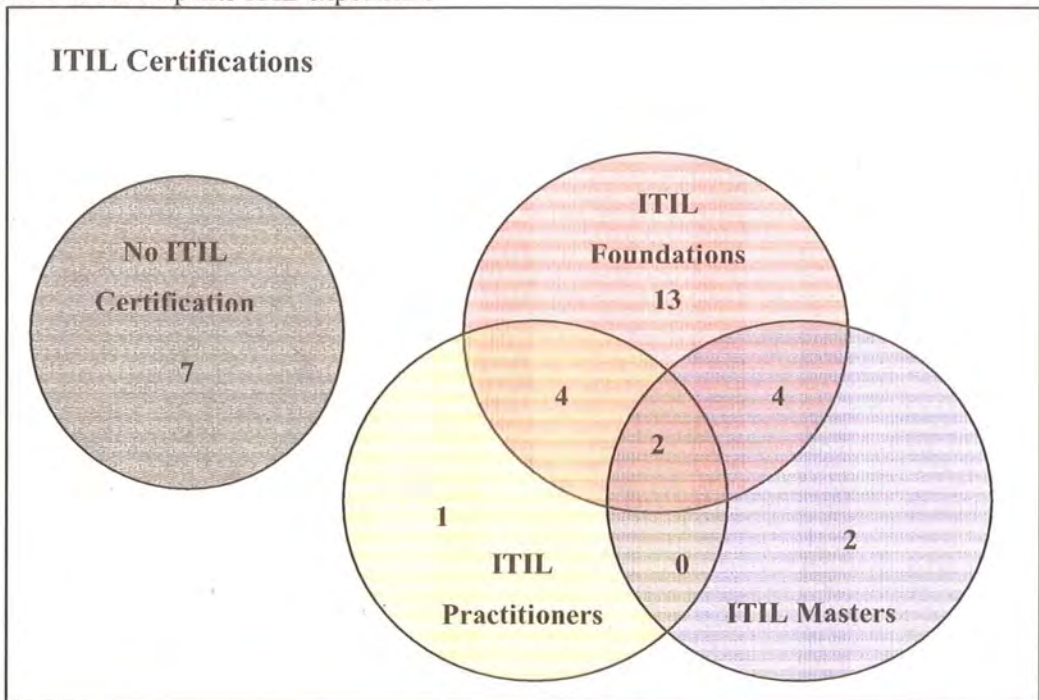 ITIL Certifications
No ITIL
Certification
7
ITIL
Foundations
13
4
4
2
1
ITIL
Practitioners
0
2
ITIL Masters